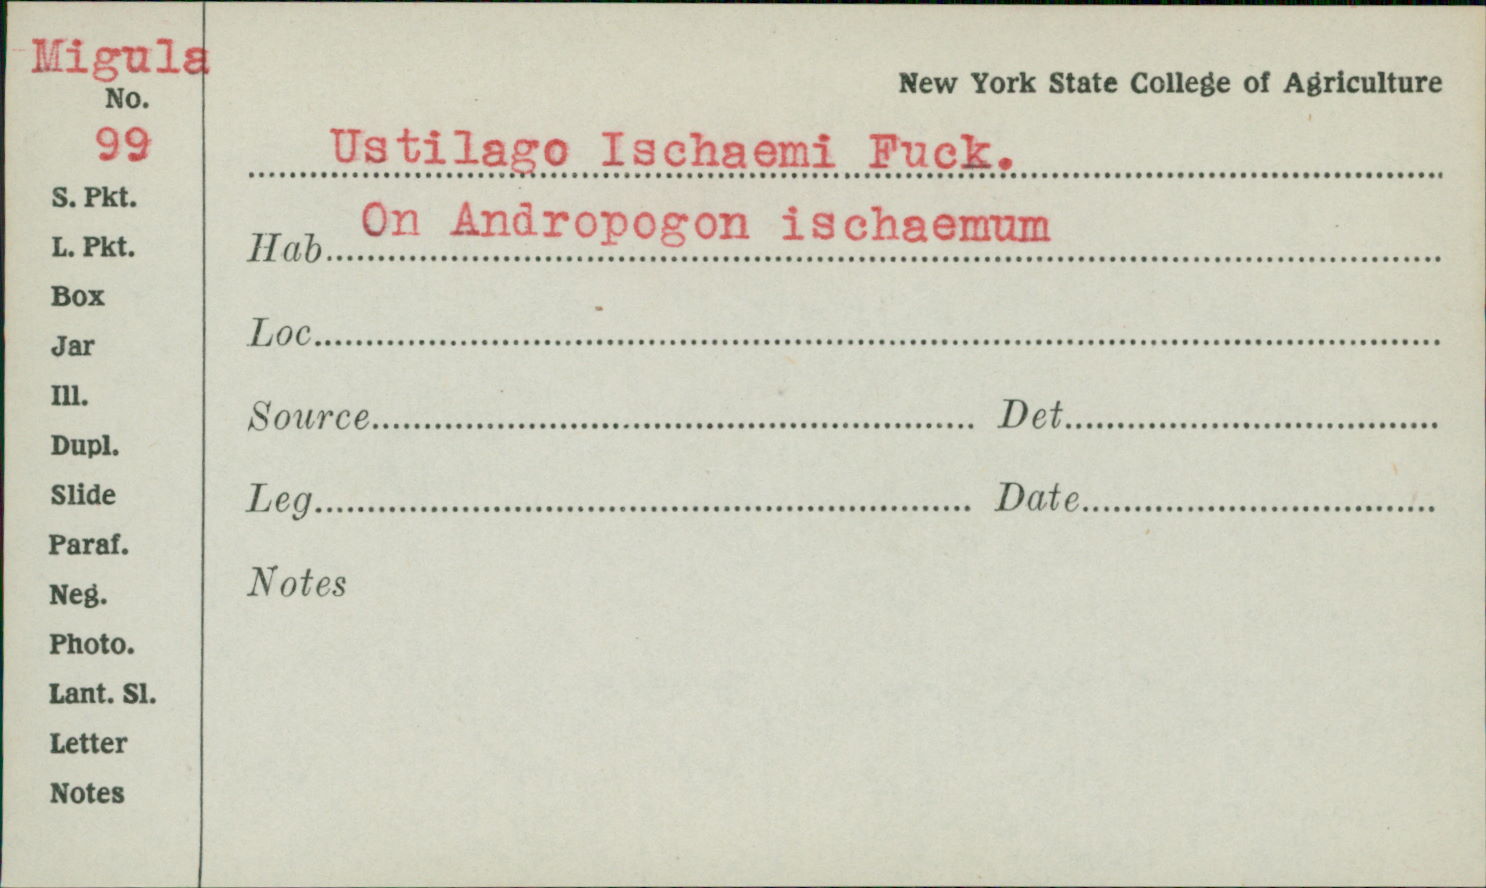 Migula
No.
99
S. Pkt.
L. Pkt.
Box
Jar
Ill.
Dupl.
Slide
Paraf.
Neg.
Photo.
Lant. Sl.
Letter
Notes
New York State College of Agriculture
Ustilago Ischaemi Fuck.
Hab. On Andropogon ischaemum
Loc.
Source
Det.
Leg.
Date
Notes